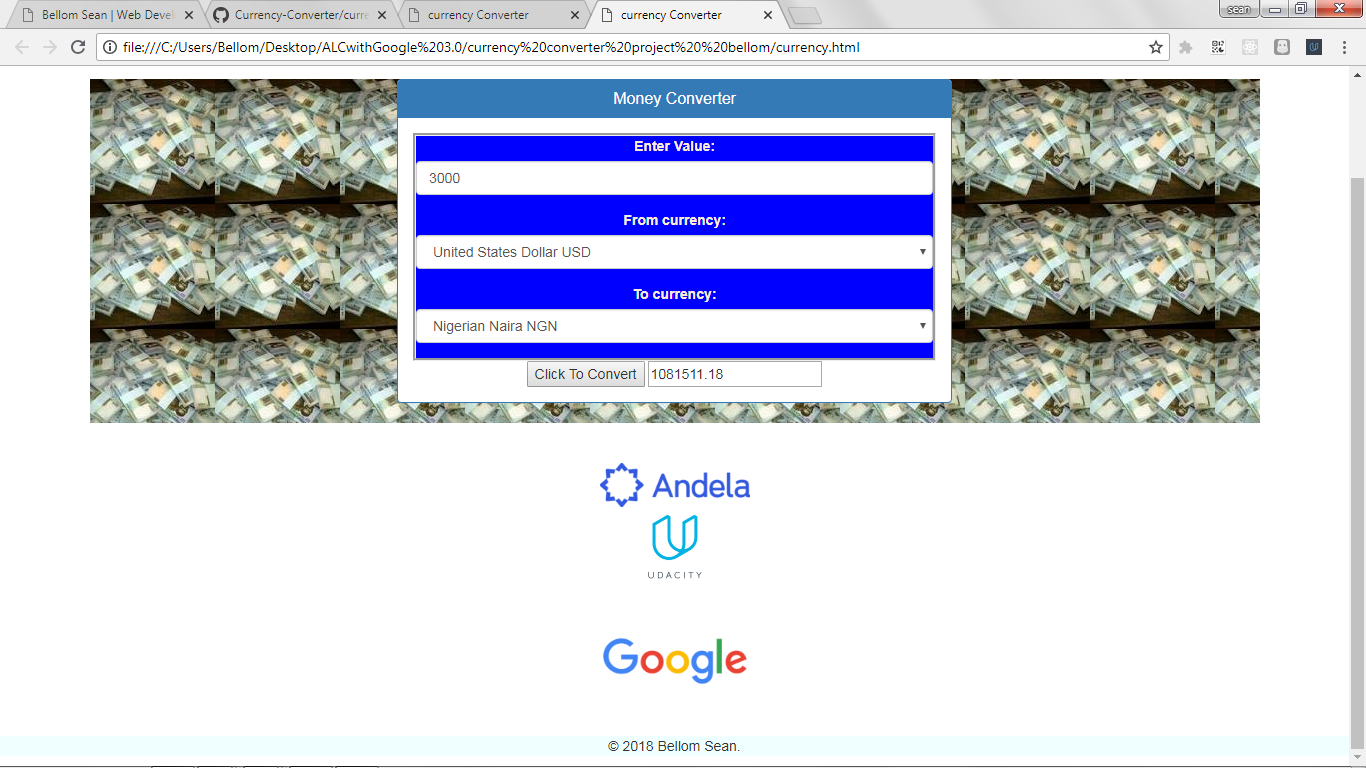 Bellom Sean | Web Devel
Currency-Converter/curre
currency Converter
currency Converter
sean
file:///C:/Users/Bellom/Desktop/ALCwithGoogle%203.0/currency%20converter%20project%20%20bellom/currency.html
Money Converter
Enter Value:
3000
From currency:
United States Dollar USD
To currency:
Nigerian Naira NGN
Click To Convert
1081511.18
Andela
UDACITY
Google
© 2018 Bellom Sean.